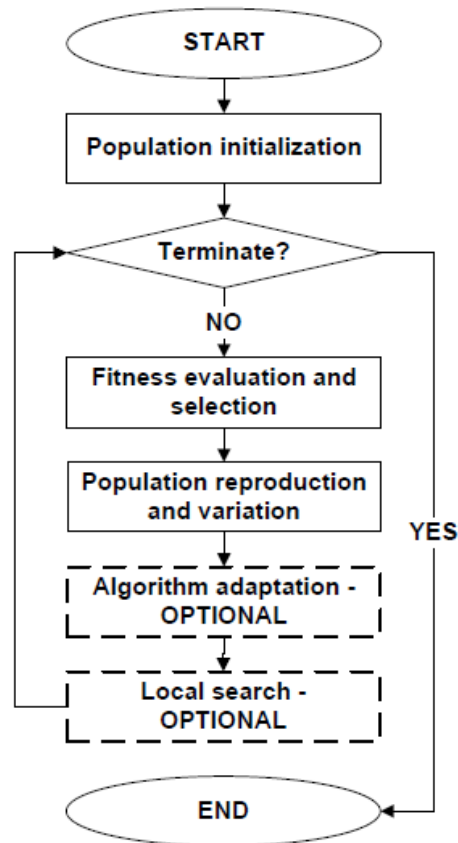 START
Population initialization
Terminate?
NO
Fitness evaluation and
selection
Population reproduction
and variation
YES
Algorithm adaptation -
OPTIONAL
Local search -
OPTIONAL
END